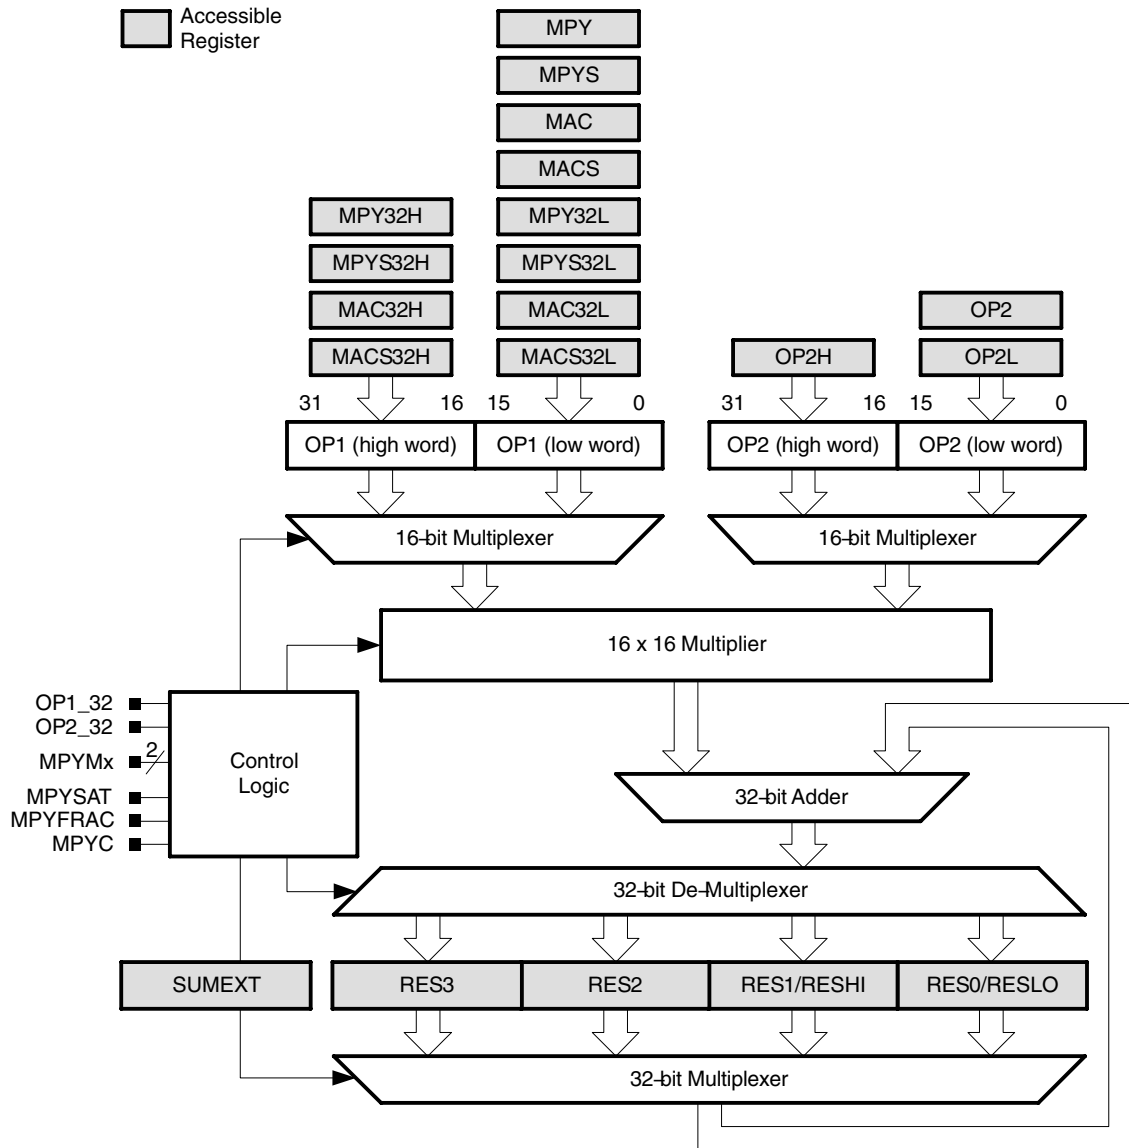 Accessible
Register
MPY
MPYS
MAC
MACS
MPY32H
MPY32L
MPYS32H
MPYS32L
MAC32H
MAC32L
OP2
MACS32H
MACS32L
OP2H
OP2L
31
16
15
0
31
16
15
0
OP1 (high word)
OP1 (low word)
OP2 (high word)
OP2 (low word)
16–bit Multiplexer
16–bit Multiplexer
16 x 16 Multiplier
OP1_32
OP2_32
MPYMx
2
MPYSAT
MPYFRAC
MPYC
Control
Logic
32–bit Adder
32–bit De–Multiplexer
SUMEXT
RES3
RES2
RES1/RESHI
RES0/RESLO
32–bit Multiplexer